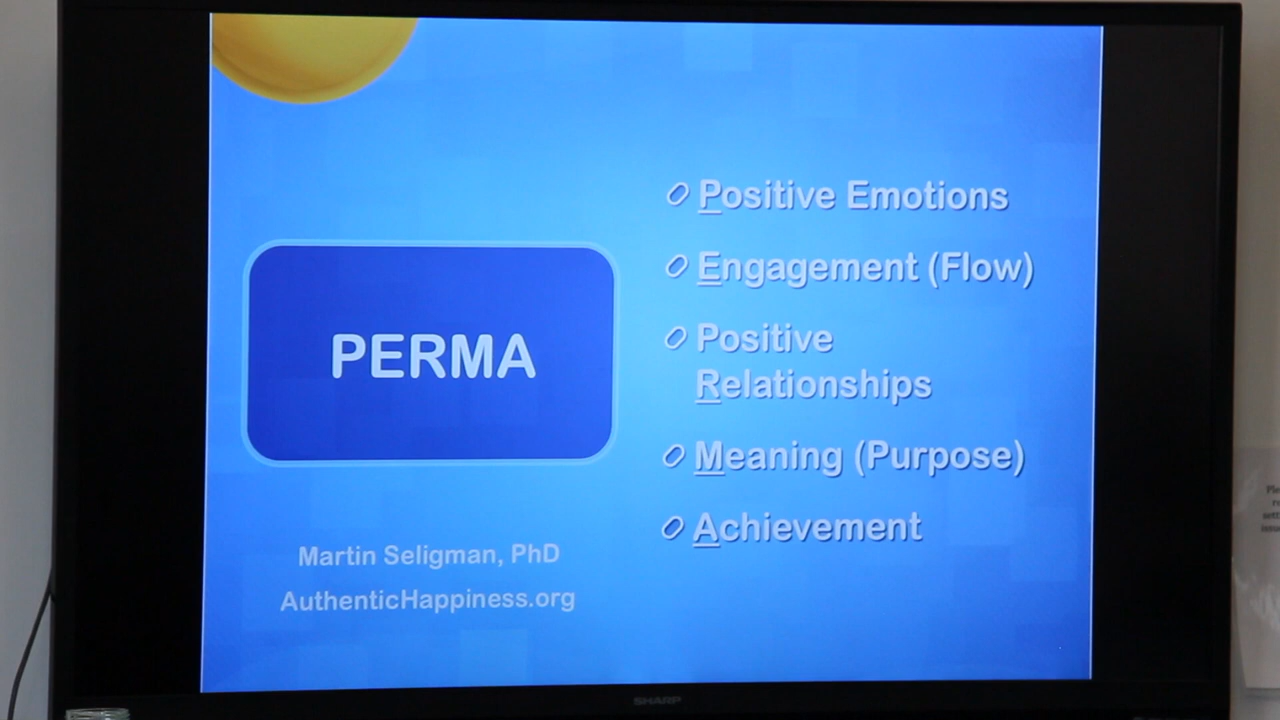 PERMA
Martin Seligman, PhD
AuthenticHappiness.org
Positive Emotions
Engagement (Flow)
Positive
Relationships
Meaning (Purpose)
Achievement
SHARP